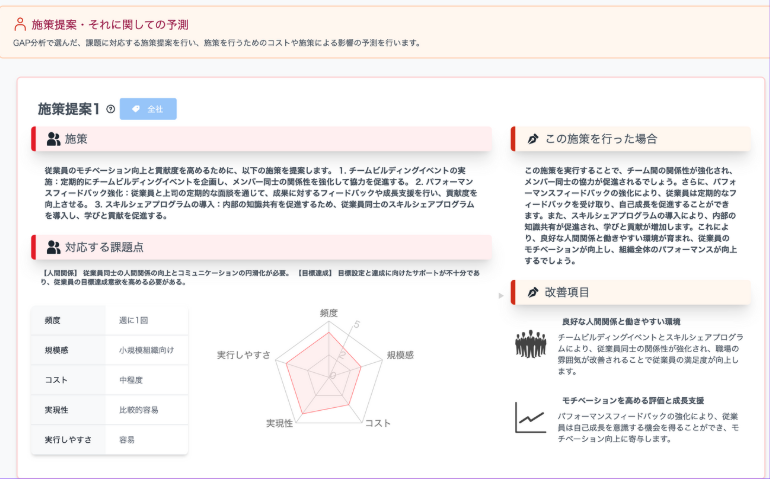 施策提案・それに関しての予測
GAP分析で選んだ、課題に対応する施策提案を行い、施策を行うためのコストや施策による影響の予測を行います。
施策提案1
全社
施策
従業員のモチベーション向上と貢献度を高めるために、以下の施策を提案します。 1. チームビルディングイベントの実
施：定期的にチームビルディングイベントを企画し、メンバー同士の関係性を強化して協力を促進する。 2. パフォーマン
スフィードバック強化：従業員と上司の定期的な面談を通じて、成果に対するフィードバックや成長支援を行い、貢献度を
向上させる。 3. スキルシェアプログラムの導入：内部の知識共有を促進するため、従業員同士のスキルシェアプログラム
を導入し、学びと貢献を促進する。
対応する課題点
【人間関係】 従業員同士の人間関係の向上とコミュニケーションの円滑化が必要。 【目標達成】 目標設定と達成に向けたサポートが不十分であ
り、従業員の目標達成意欲を高める必要がある。
頻度 週に1回
規模感 小規模組織向け
コスト 中程度
実現性 比較的容易
実行しやすさ 容易
頻度
規模感
コスト
実現性
実行しやすさ
5
2
0
この施策を行った場合
この施策を実行することで、チーム間の関係性が強化され、
メンバー同士の協力が促進されるでしょう。さらに、パフォ
ーマンスフィードバックの強化により、従業員は定期的なフ
ィードバックを受け取り、自己成長を促進することができ
ます。また、スキルシェアプログラムの導入により、内部の
知識共有が促進され、学びと貢献が増加します。これによ
り、良好な人間関係と働きやすい環境が育まれ、従業員の
モチベーションが向上し、組織全体のパフォーマンスが向上
するでしょう。
改善項目
良好な人間関係と働きやすい環境
チームビルディングイベントとスキルシェアプログラ
ムにより、従業員同士の関係性が強化され、職場の
雰囲気が改善されることで従業員の満足度が向上し
ます。
モチベーションを高める評価と成長支援
パフォーマンスフィードバックの強化により、従業
員は自己成長を意識する機会を得ることができ、モ
チベーション向上に寄与します。